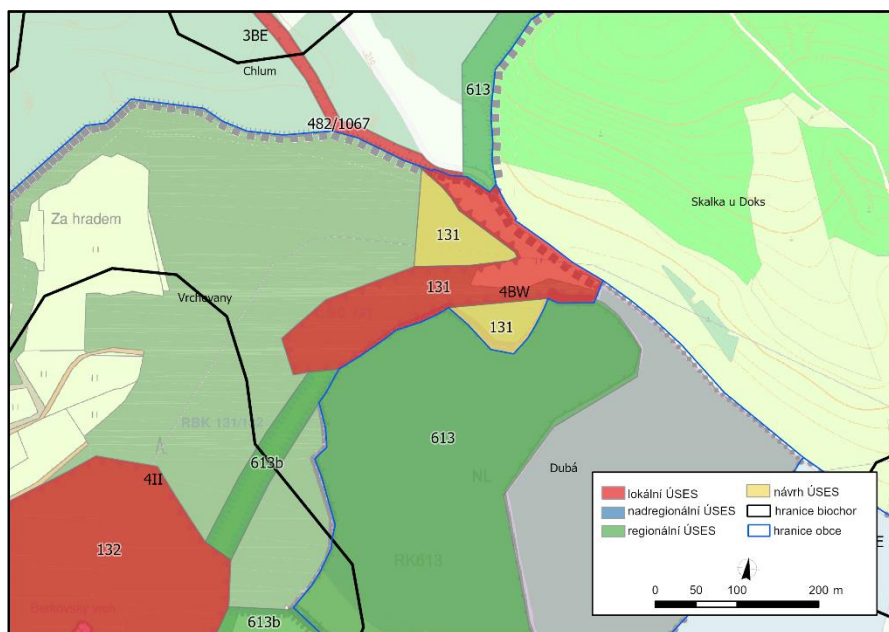 3BE
Chlum
613
482/1067
Skalka u Doks
Za hradem
131
Vrchovany
131
4BW
131
RBK 131/132
613
613b
4II
NL
Dubá
132
RK613
613b
E
lokální ÚSES
nadregionální ÚSES
regionální ÚSES
návrh ÚSES
hranice biochor
hranice obce
0 50 100 200 m